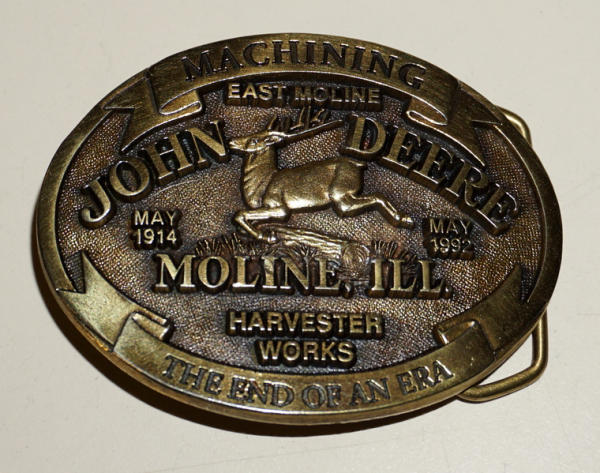 MACHINING
EAST MOLINE
JOHN DEERE
MAY 1914
MAY 1992
MOLINE, ILL.
HARVESTER
WORKS
THE END OF AN ERA